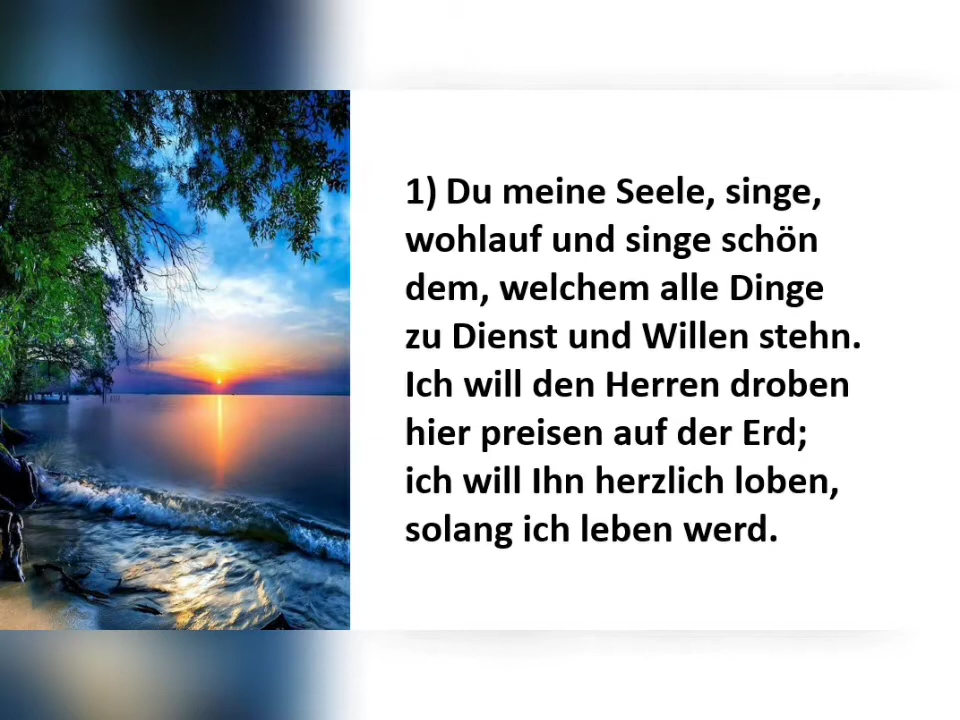 1) Du meine Seele, singe,
wohlauf und singe schön
dem, welchem alle Dinge
zu Dienst und Willen stehn.
Ich will den Herren droben
hier preisen auf der Erd;
ich will Ihn herzlich loben,
solang ich leben werd.